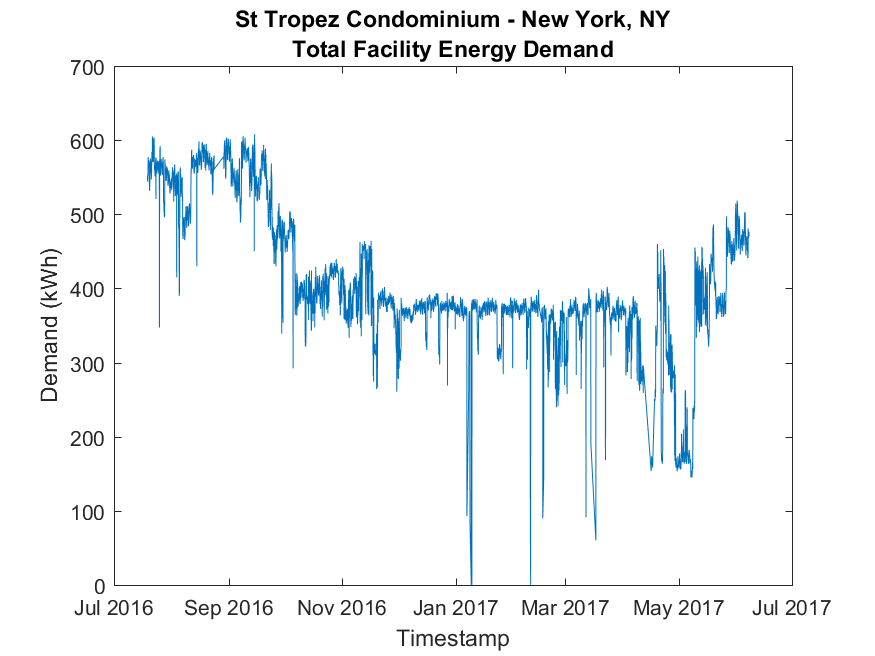 St Tropez Condominium - New York, NY
Total Facility Energy Demand
700
600
500
400
300
200
100
0
Demand (kWh)
Jul 2016 Sep 2016 Nov 2016 Jan 2017 Mar 2017 May 2017 Jul 2017
Timestamp